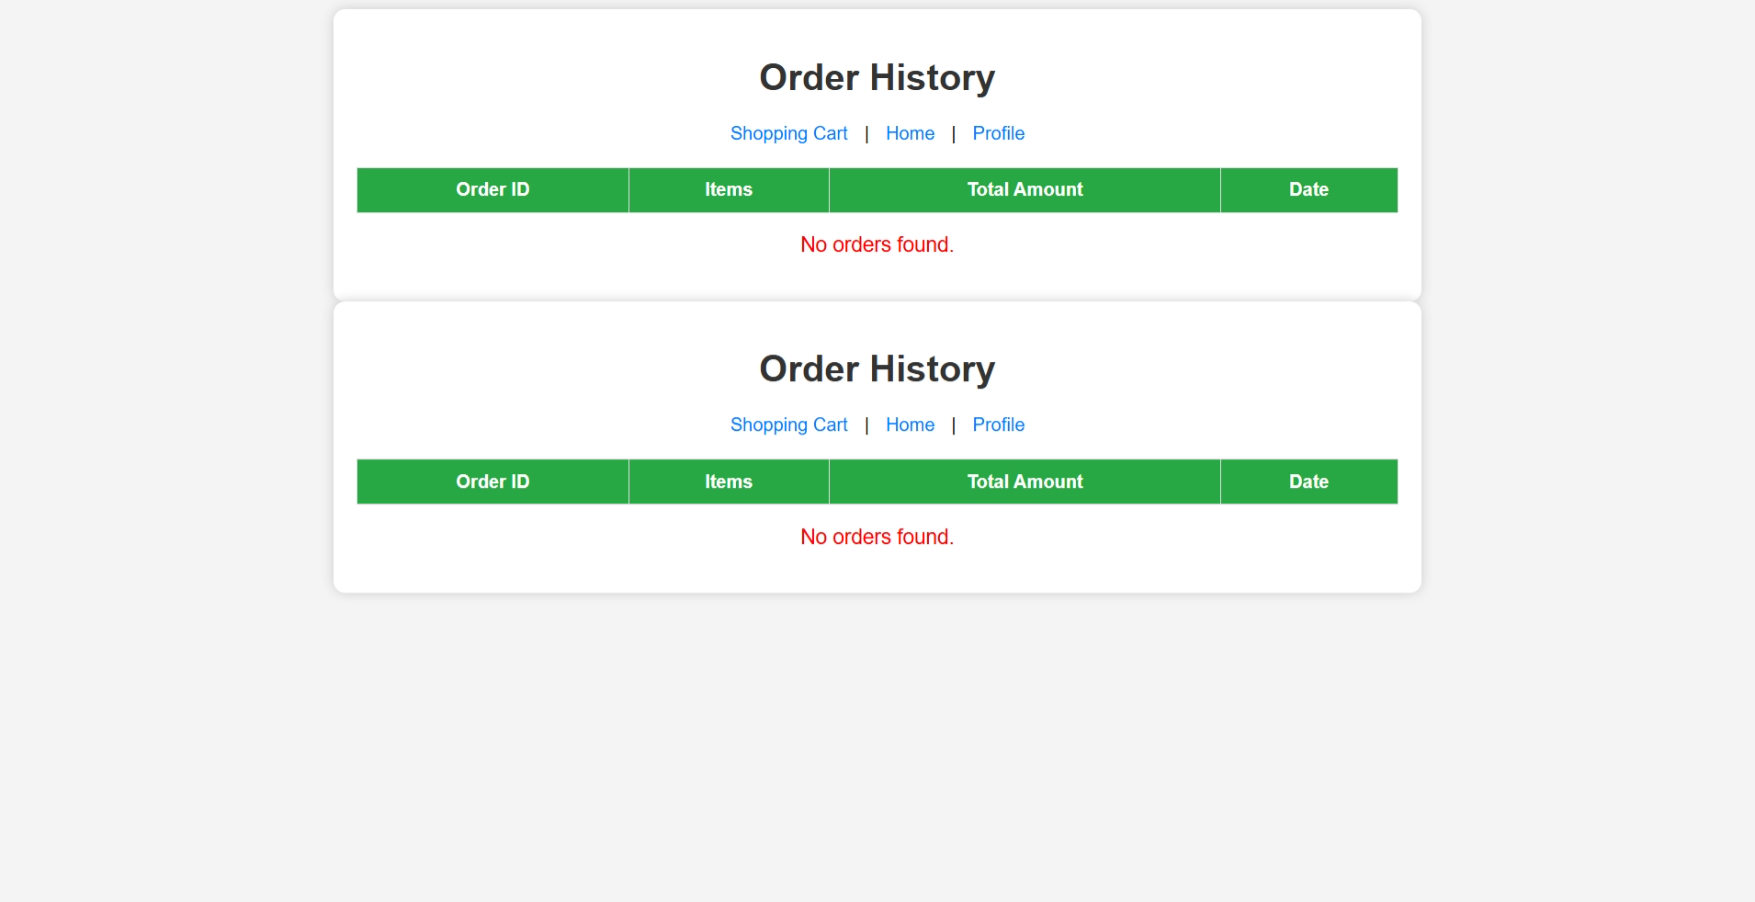 Order History
Shopping Cart | Home | Profile
Order ID Items Total Amount Date
No orders found.
Order History
Shopping Cart | Home | Profile
Order ID Items Total Amount Date
No orders found.